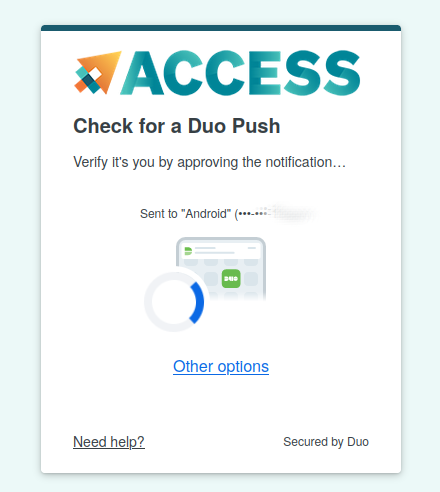 ACCESS
Check for a Duo Push
Verify it's you by approving the notification…
Sent to "Android" (•••-•••-
Other options
Need help?
Secured by Duo